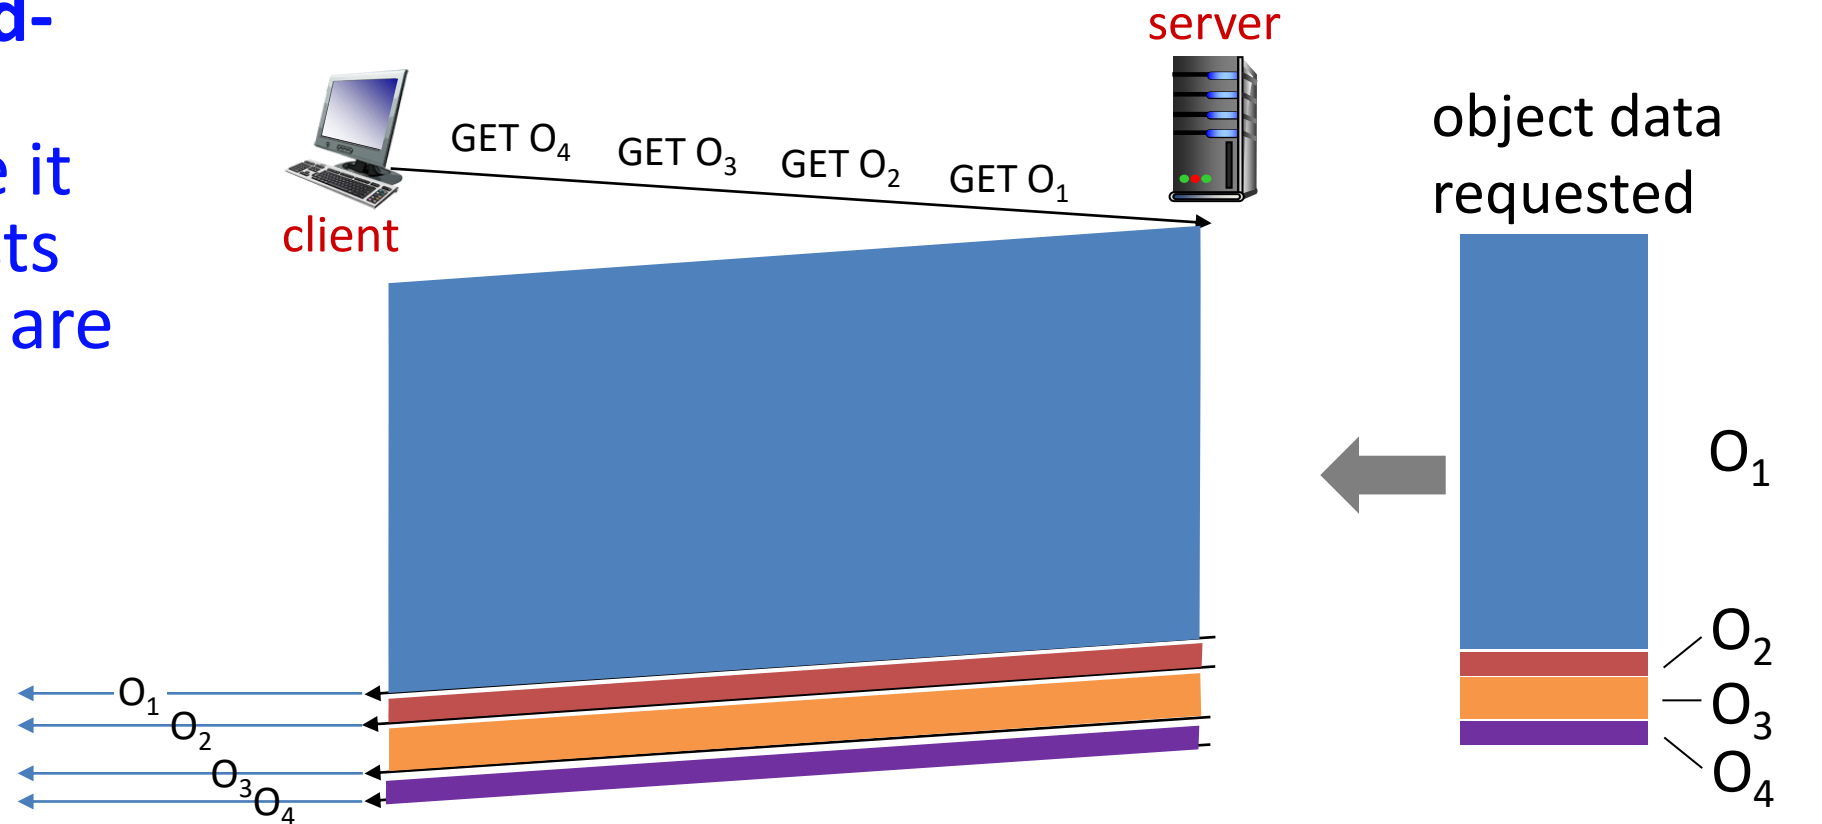 d-
e it
ts
are
server
object data
requested
GET O4
GET O3
GET O2
GET O1
client
O1
O2
O3
O4
O1
O2
O3
O4